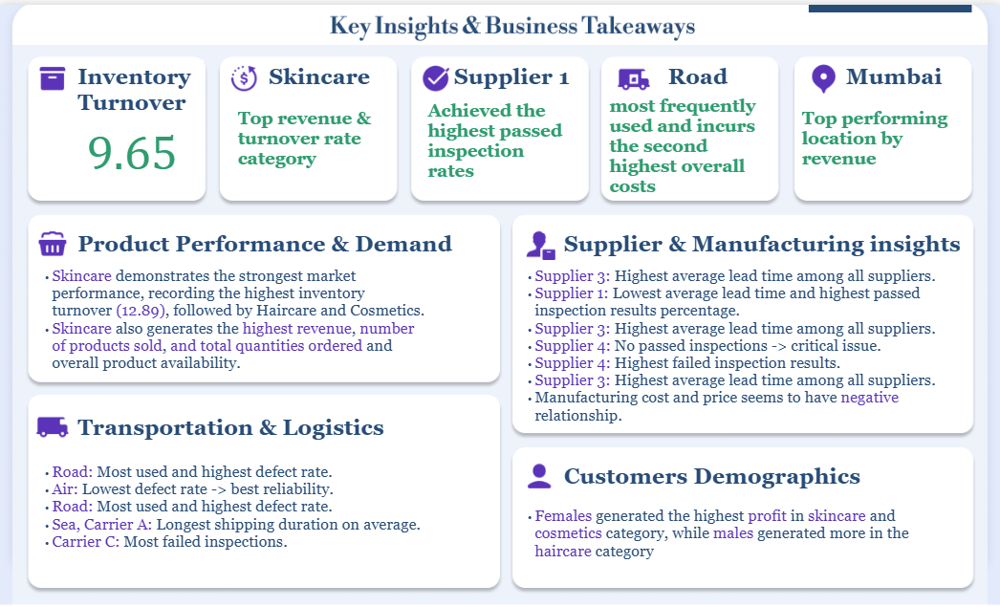 Key Insights & Business Takeaways
Inventory
Turnover
9.65
Skincare
Top revenue &
turnover rate
category
Supplier 1
Achieved the
highest passed
inspection
rates
Road
most frequently
used and incurs
the second
highest overall
costs
Mumbai
Top performing
location by
revenue
Product Performance & Demand
• Skincare demonstrates the strongest market
performance, recording the highest inventory
turnover (12.89), followed by Haircare and Cosmetics.
• Skincare also generates the highest revenue, number
of products sold, and total quantities ordered and
overall product availability.
Supplier & Manufacturing insights
• Supplier 3: Highest average lead time among all suppliers.
• Supplier 1: Lowest average lead time and highest passed
inspection results percentage.
• Supplier 3: Highest average lead time among all suppliers.
• Supplier 4: No passed inspections -> critical issue.
• Supplier 4: Highest failed inspection results.
• Supplier 3: Highest average lead time among all suppliers.
• Manufacturing cost and price seems to have negative
relationship.
Transportation & Logistics
• Road: Most used and highest defect rate.
• Air: Lowest defect rate -> best reliability.
• Road: Most used and highest defect rate.
• Sea, Carrier A: Longest shipping duration on average.
• Carrier C: Most failed inspections.
Customers Demographics
• Females generated the highest profit in skincare and
cosmetics category, while males generated more in the
haircare category